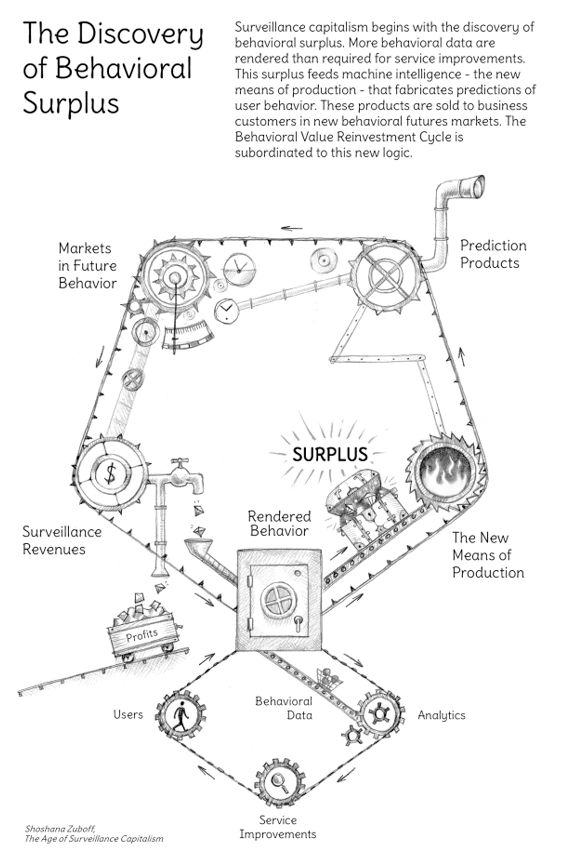 The Discovery
of Behavioral
Surplus
Surveillance capitalism begins with the discovery of
behavioral surplus. More behavioral data are
rendered than required for service improvements.
This surplus feeds machine intelligence - the new
means of production - that fabricates predictions of
user behavior. These products are sold to business
customers in new behavioral futures markets. The
Behavioral Value Reinvestment Cycle is
subordinated to this new logic.
Markets
in Future
Behavior
Prediction
Products
SURPLUS
$
Surveillance
Revenues
Rendered
Behavior
The New
Means of
Production
Profits
Users
Behavioral
Data
Analytics
Service
Improvements
Shoshana Zuboff,
The Age of Surveillance Capitalism